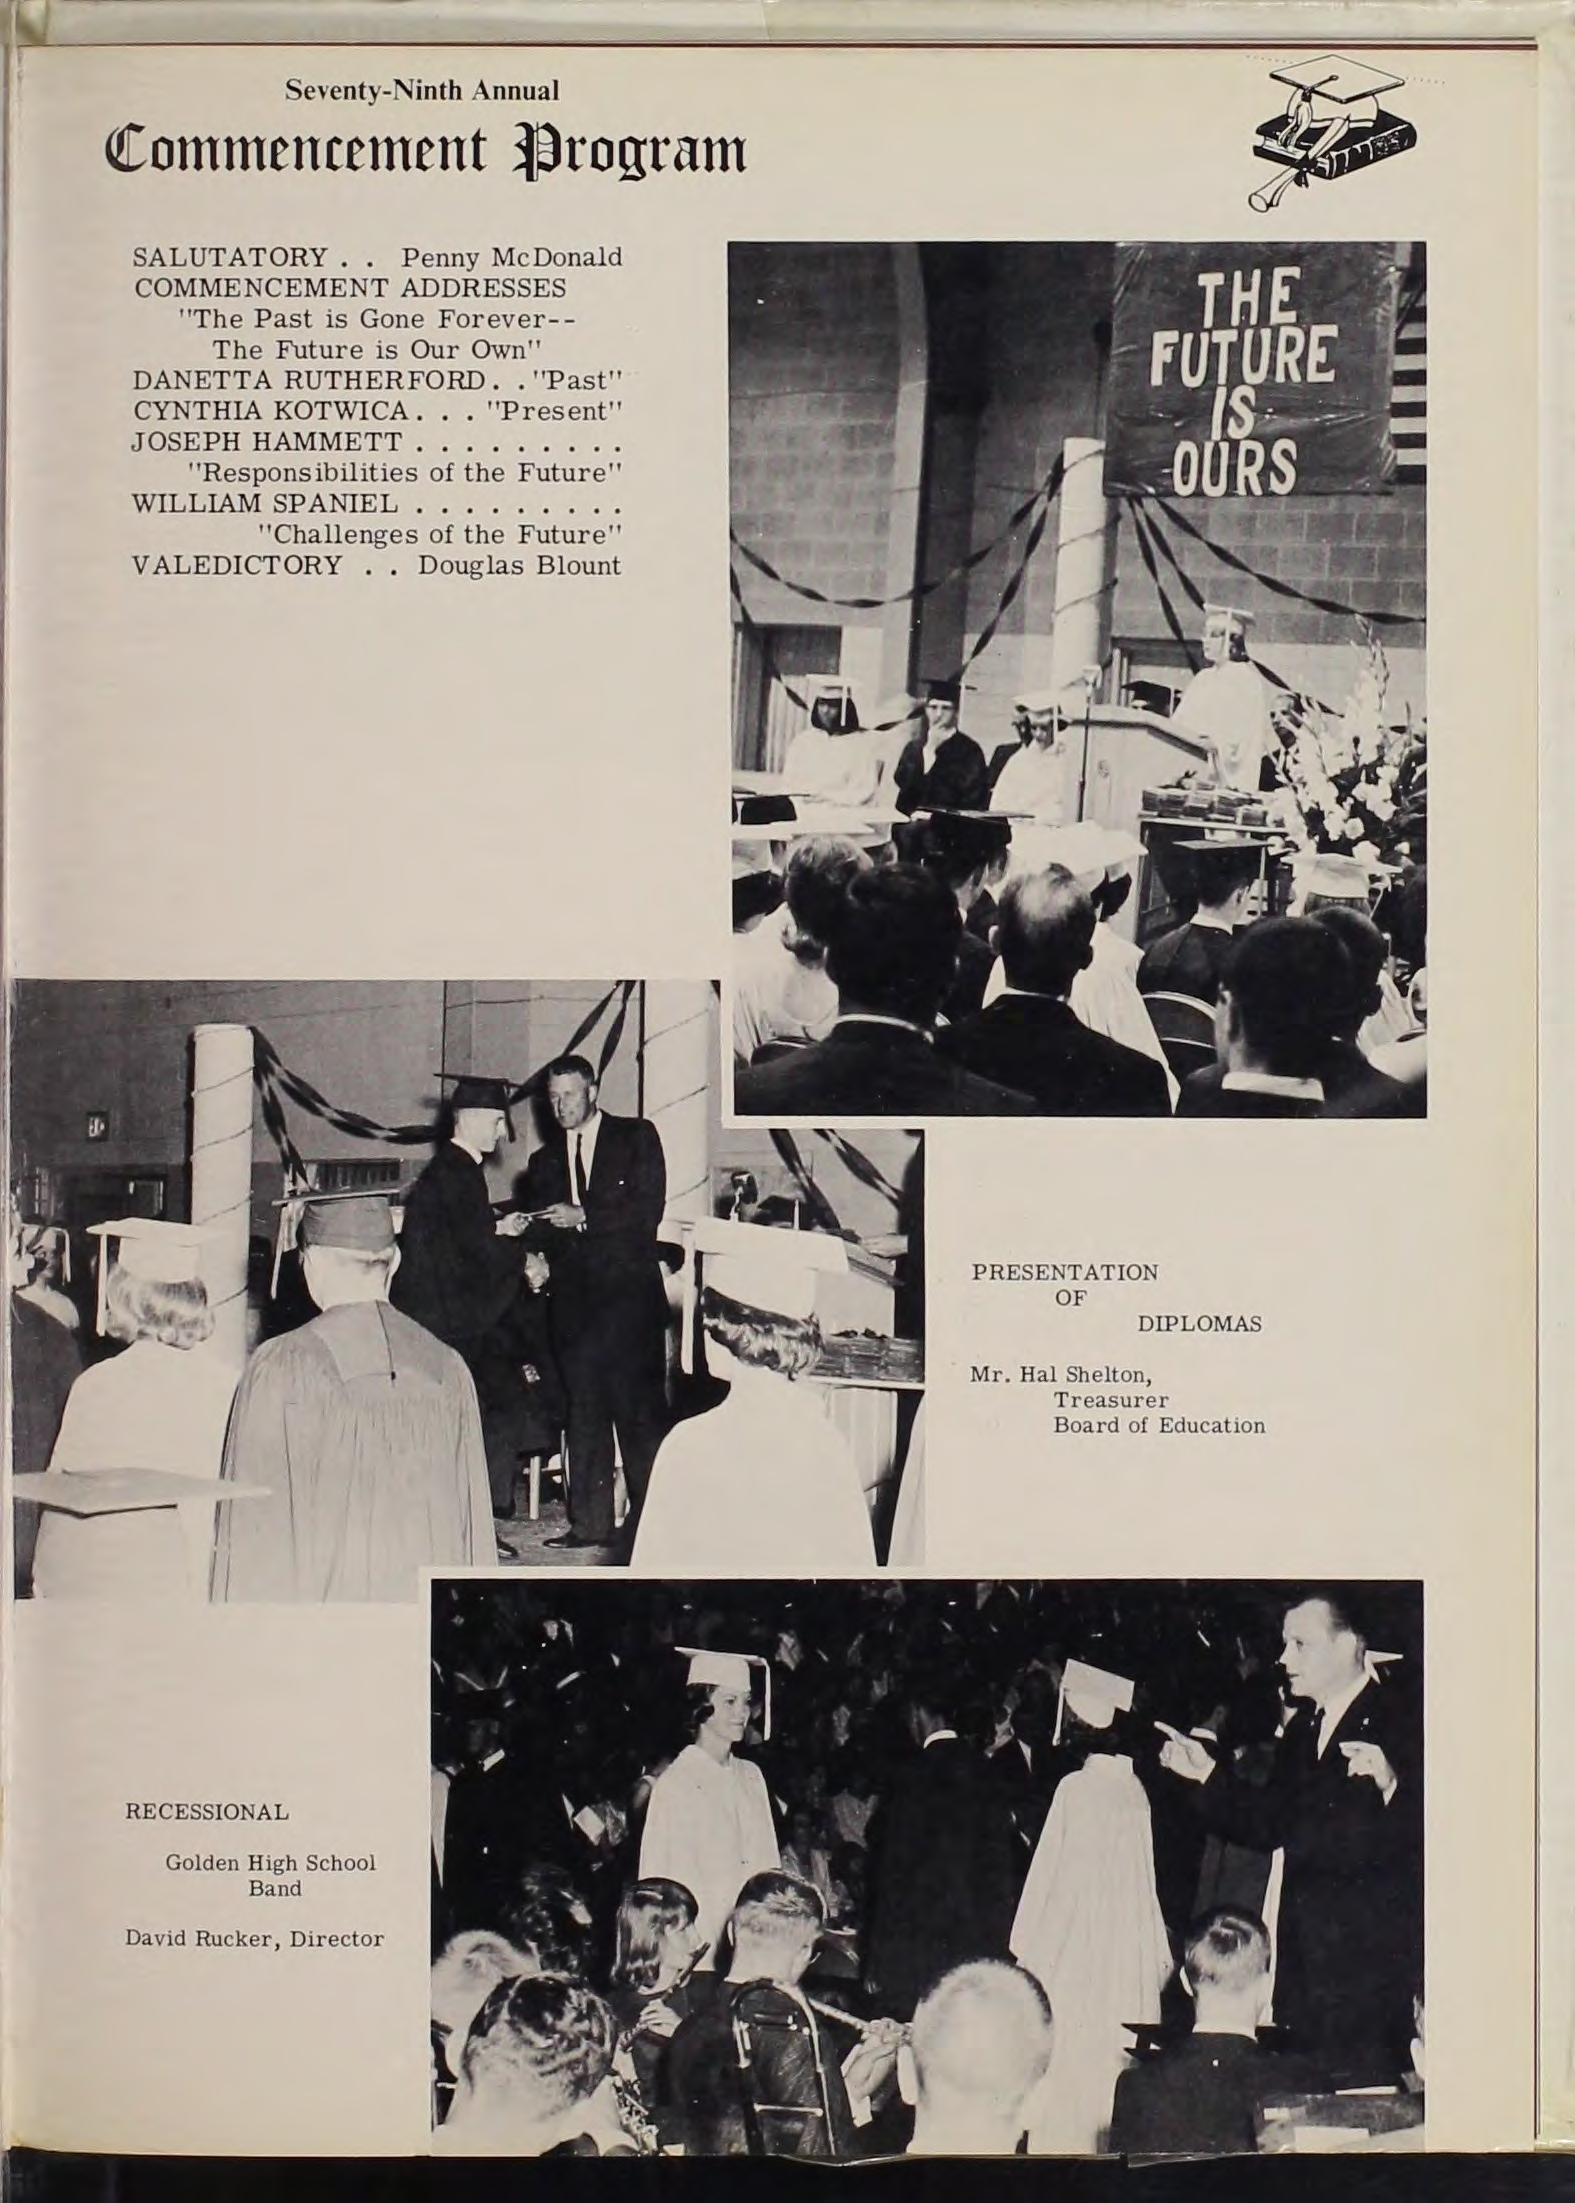 Seventy-Ninth Annual
Commencement Program
SALUTATORY . . Penny McDonald
COMMENCEMENT ADDRESSES
"The Past is Gone Forever--
The Future is Our Own"
DANETTA RUTHERFORD. . "Past"
CYNTHIA KOTWICA. . . "Present"
JOSEPH HAMMETT . . . . . . . . .
"Responsibilities of the Future"
WILLIAM SPANIEL . . . . . . . . .
"Challenges of the Future"
VALEDICTORY . . Douglas Blount
THE
FUTURE
IS
OURS
PRESENTATION
OF
DIPLOMAS
Mr. Hal Shelton,
Treasurer
Board of Education
RECESSIONAL
Golden High School
Band
David Rucker, Director